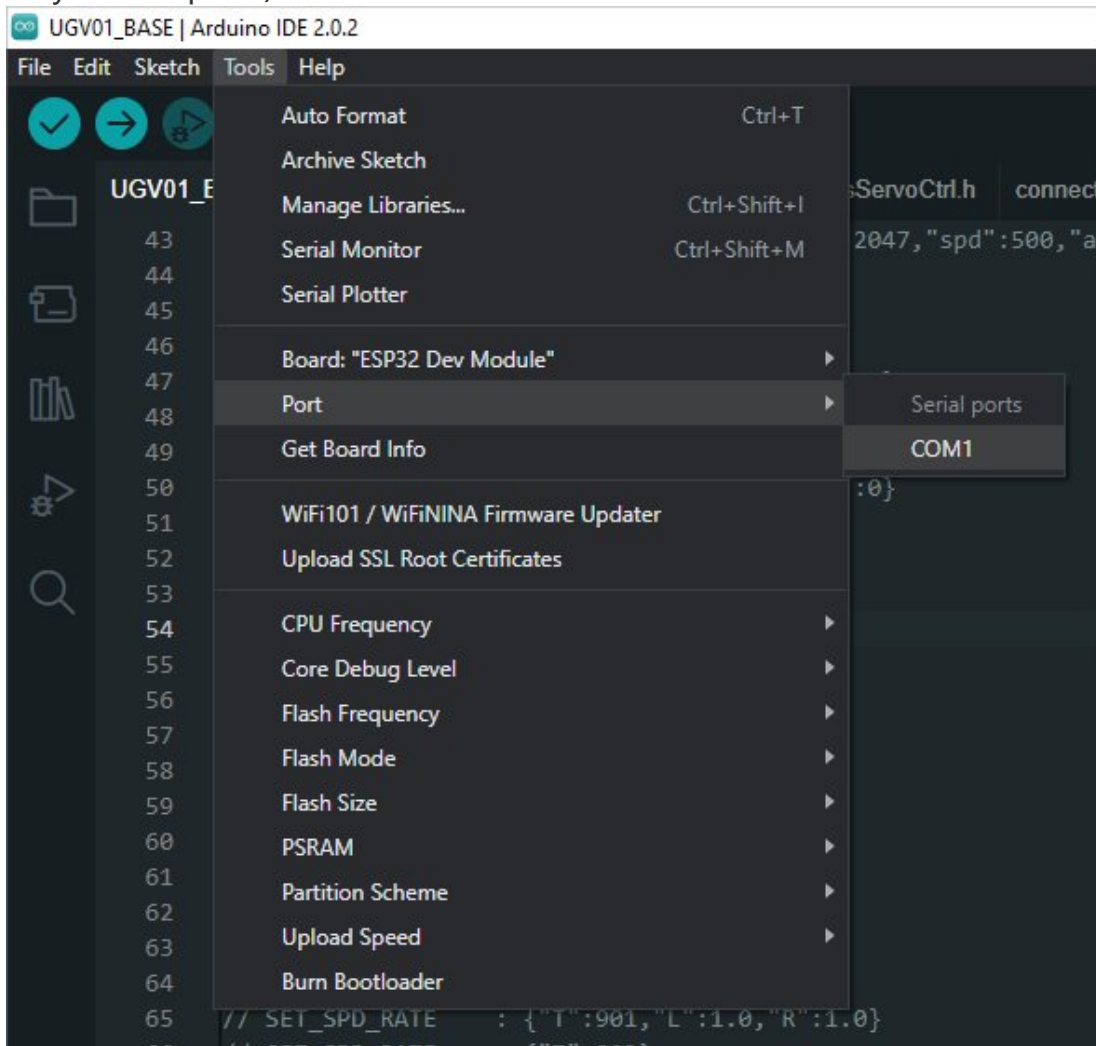 UGV01_BASE | Arduino IDE 2.0.2
File Edit Sketch Tools Help
Auto Format Ctrl+T
Archive Sketch
UGV01_B sServoCtrl.h connect
Manage Libraries... Ctrl+Shift+I
43 2047,"spd":500,"a
Serial Monitor Ctrl+Shift+M
44
Serial Plotter
45
46
Board: "ESP32 Dev Module"
47
Port Serial ports
48
Get Board Info COM1
49
50 :0}
WiFi101 / WiFiNINA Firmware Updater
51
52
Upload SSL Root Certificates
53
54
CPU Frequency
55
Core Debug Level
56
Flash Frequency
57
58
Flash Mode
59
Flash Size
60
PSRAM
61
Partition Scheme
62
63
Upload Speed
64
Burn Bootloader
65 // SET_SPD_RATE : {"T":901,"L":1.0,"R":1.0}